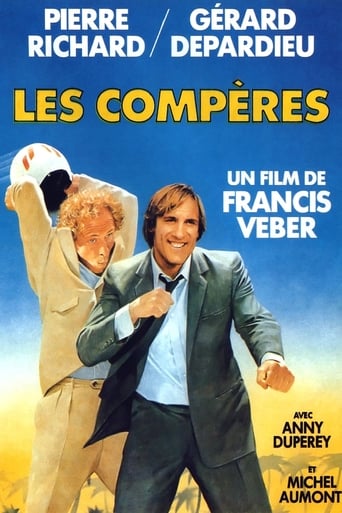 PIERRE
RICHARD / GÉRARD
DEPARDIEU
LES COMPÈRES
UN FILM DE
FRANCIS
VEBER
AVEC
ANNY
DUPEREY
ET
MICHEL
AUMONT